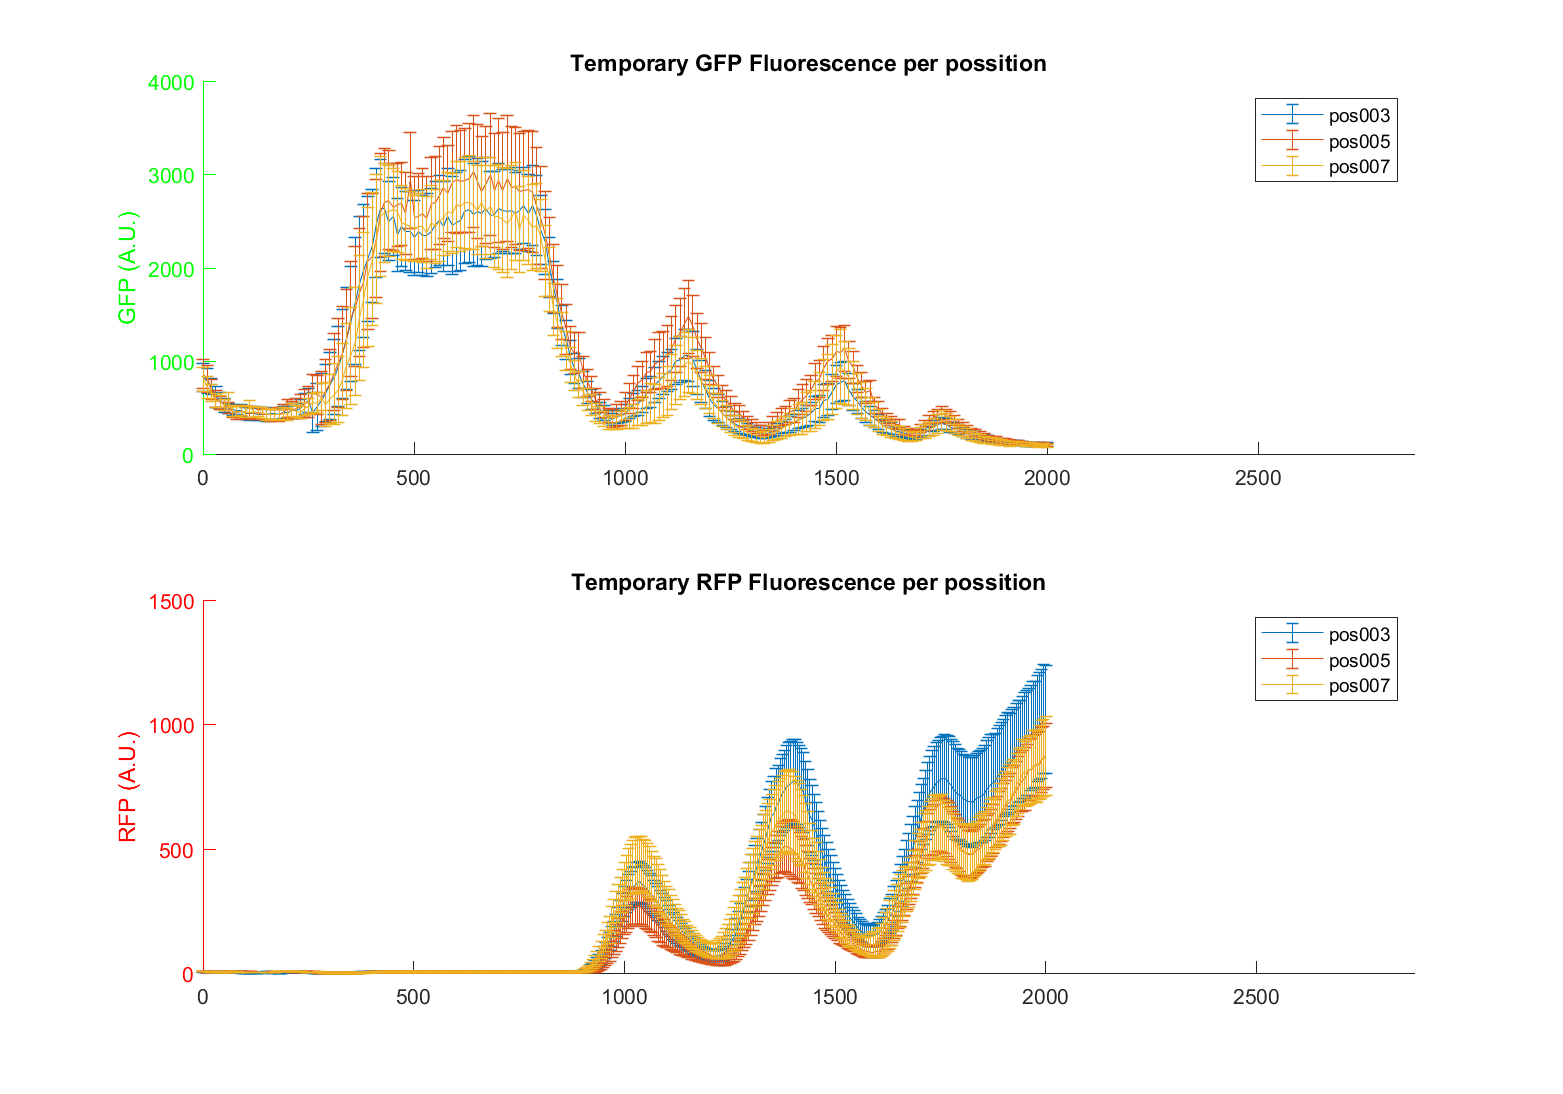 Temporary GFP Fluorescence per possition
GFP (A.U.)
4000
3000
2000
1000
0
0 500 1000 1500 2000 2500
pos003
pos005
pos007
Temporary RFP Fluorescence per possition
RFP (A.U.)
1500
1000
500
0
0 500 1000 1500 2000 2500
pos003
pos005
pos007